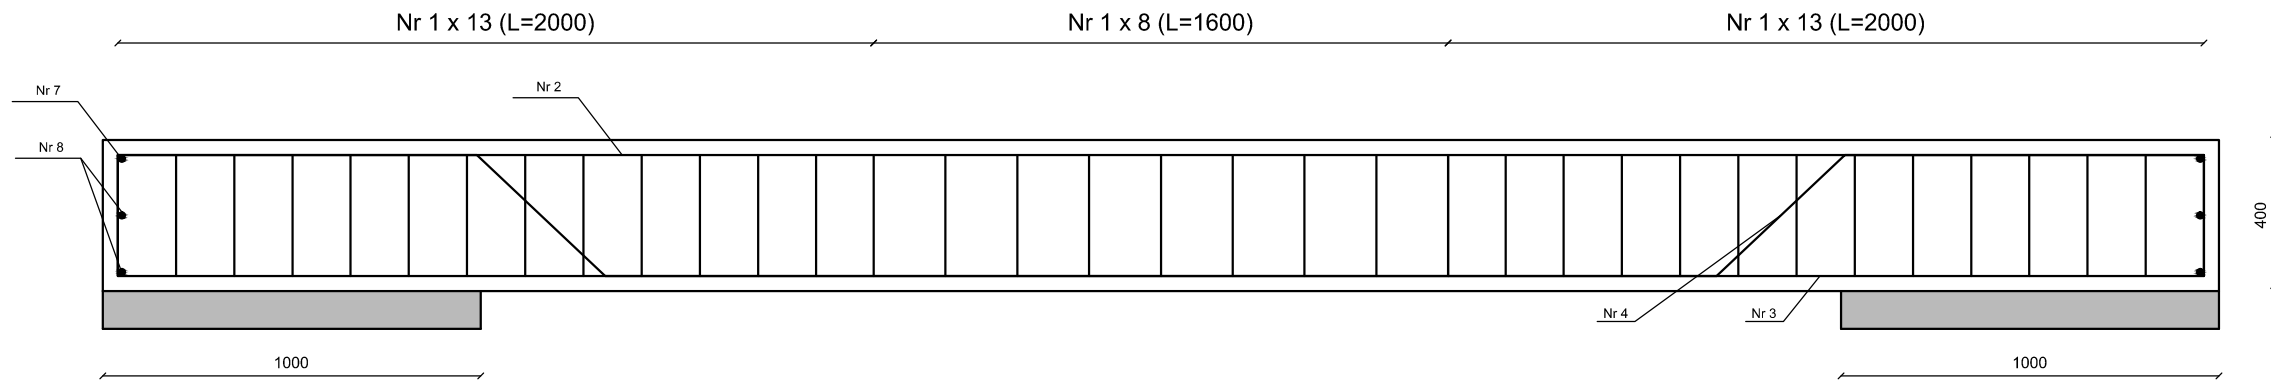 Nr 1 x 13 (L=2000)
Nr 1 x 8 (L=1600)
Nr 1 x 13 (L=2000)
Nr 7
Nr 2
Nr 8
400
Nr 4
Nr 3
1000
1000